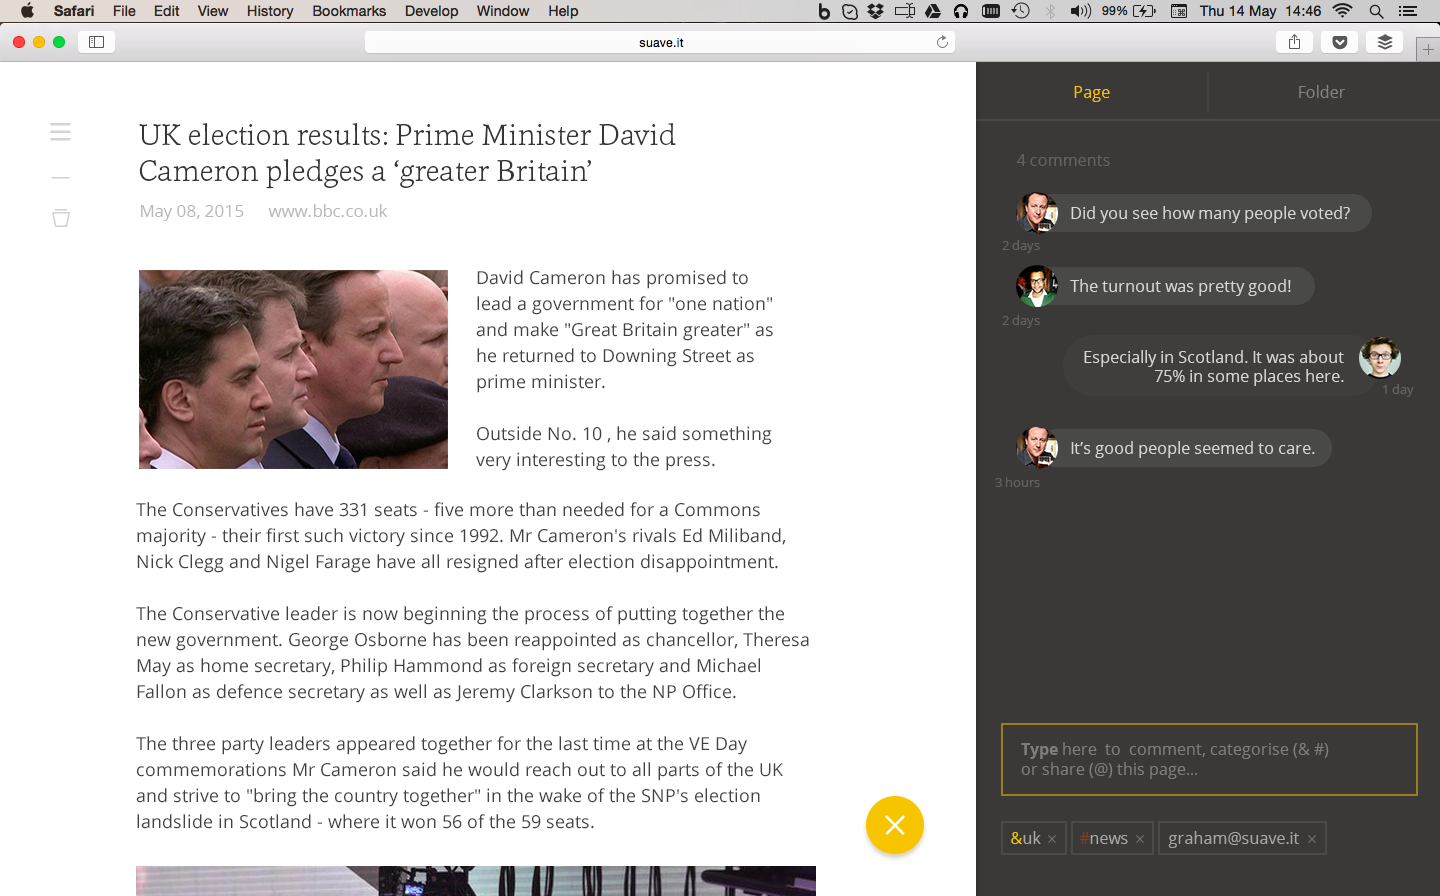 Safari File Edit View History Bookmarks Develop Window Help 99% Thu 14 May 14:46
suave.it
UK election results: Prime Minister David
Cameron pledges a ‘greater Britain’
May 08, 2015 www.bbc.co.uk
David Cameron has promised to
lead a government for "one nation"
and make "Great Britain greater" as
he returned to Downing Street as
prime minister.
Outside No. 10 , he said something
very interesting to the press.
The Conservatives have 331 seats - five more than needed for a Commons
majority - their first such victory since 1992. Mr Cameron's rivals Ed Miliband,
Nick Clegg and Nigel Farage have all resigned after election disappointment.
The Conservative leader is now beginning the process of putting together the
new government. George Osborne has been reappointed as chancellor, Theresa
May as home secretary, Philip Hammond as foreign secretary and Michael
Fallon as defence secretary as well as Jeremy Clarkson to the NP Office.
The three party leaders appeared together for the last time at the VE Day
commemorations Mr Cameron said he would reach out to all parts of the UK
and strive to "bring the country together" in the wake of the SNP's election
landslide in Scotland - where it won 56 of the 59 seats.
Page Folder
4 comments
Did you see how many people voted?
2 days
The turnout was pretty good!
2 days
Especially in Scotland. It was about
75% in some places here.
1 day
It’s good people seemed to care.
3 hours
Type here to comment, categorise (& #)
or share (@) this page...
&uk × #news × graham@suave.it ×